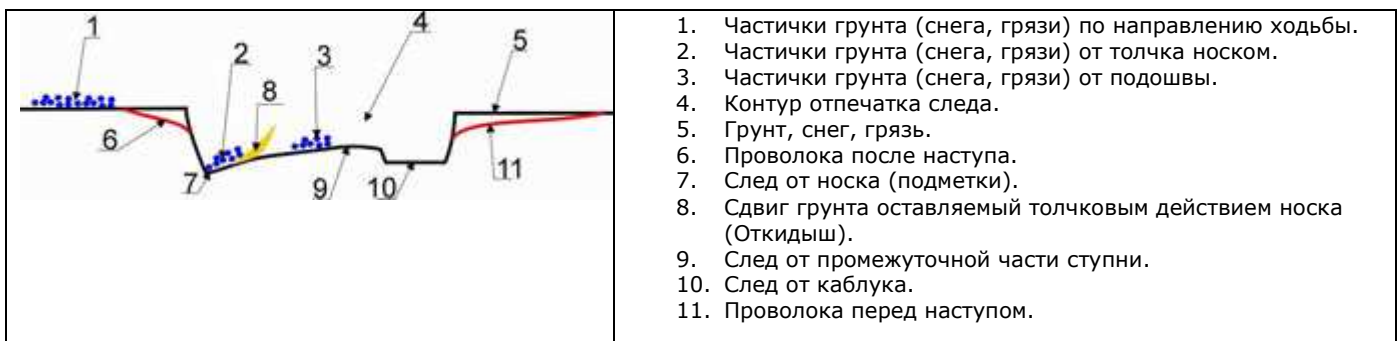 1
2
3
4
5
6
7
8
9
10
11
1. Частички грунта (снега, грязи) по направлению ходьбы.
2. Частички грунта (снега, грязи) от толчка носком.
3. Частички грунта (снега, грязи) от подошвы.
4. Контур отпечатка следа.
5. Грунт, снег, грязь.
6. Проволока после наступа.
7. След от носка (подметки).
8. Сдвиг грунта оставляемый толчковым действием носка
(Откидыш).
9. След от промежуточной части ступни.
10. След от каблука.
11. Проволока перед наступом.